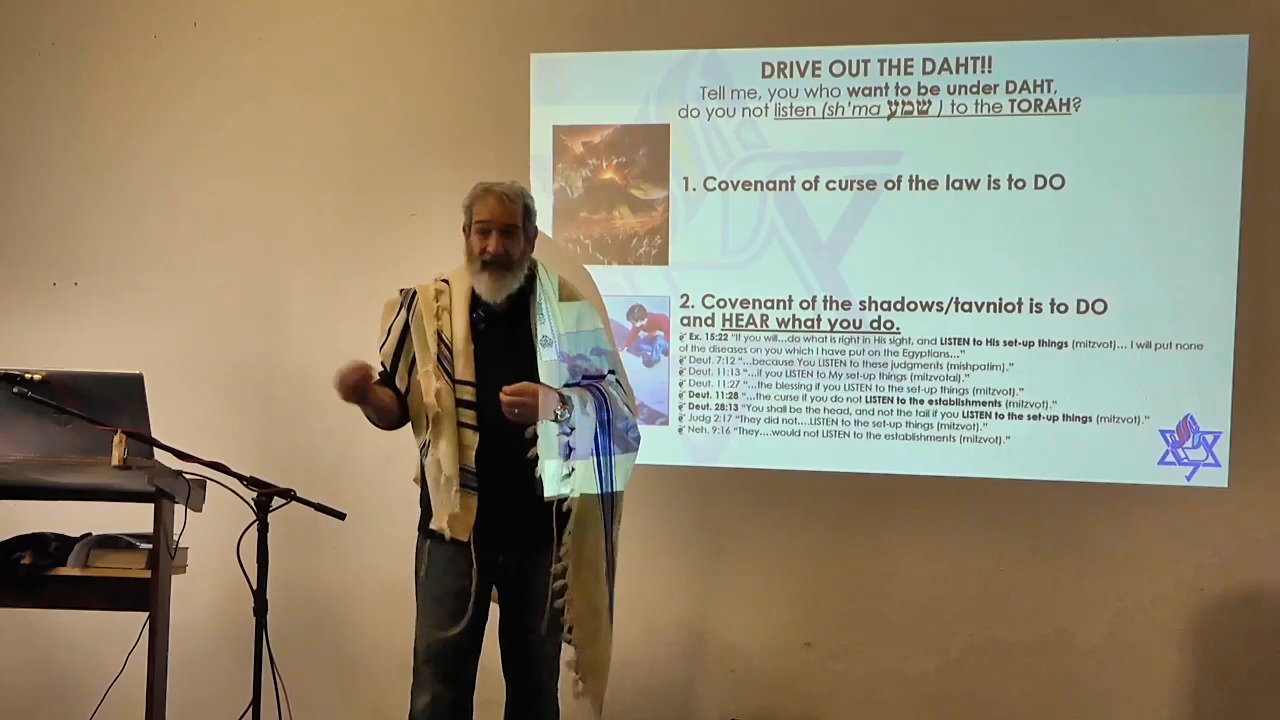 DRIVE OUT THE DAHT!!
Tell me, you who want to be under DAHT,
do you not listen (sh'ma שמע ) to the TORAH?
1. Covenant of curse of the law is to DO
2. Covenant of the shadows/tavniot is to DO
and HEAR what you do.
Ex. 15:22 "If you will...do what is right in His sight, and LISTEN to His set-up things (mitzvot)... I will put none
of the diseases on you which I have put on the Egyptians..."
Deut. 7:12 "...because You LISTEN to these judgments (mishpatim)."
Deut. 11:13 "...if you LISTEN to My set-up things (mitzvotai)."
Deut. 11:27 "...the blessing if you LISTEN to the set-up things (mitzvot)."
Deut. 11:28 "...the curse if you do not LISTEN to the establishments (mitzvot)."
Deut. 28:13 "You shall be the head, and not the tail if you LISTEN to the set-up things (mitzvot)."
Judg 2:17 "They did not....LISTEN to the set-up things (mitzvot)."
Neh. 9:16 "They....would not LISTEN to the establishments (mitzvot)."